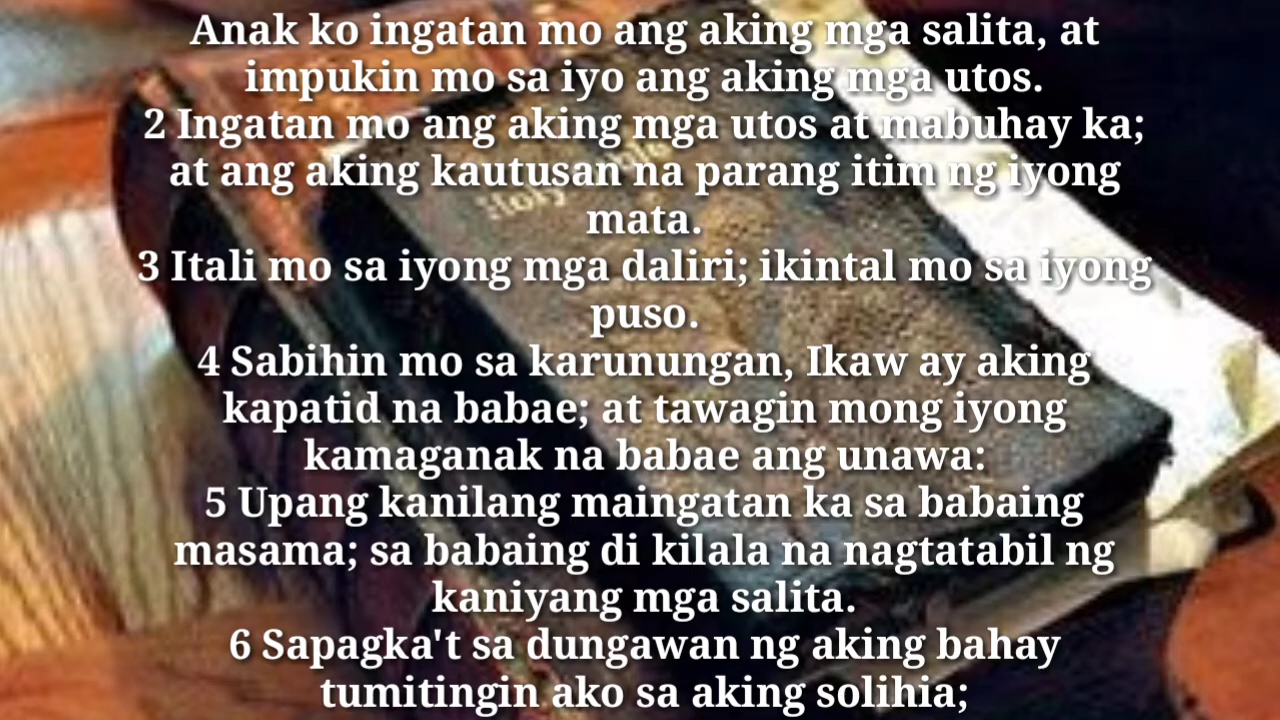 Anak ko ingatan mo ang aking mga salita, at
impukin mo sa iyo ang aking mga utos.
2 Ingatan mo ang aking mga utos at mabuhay ka;
at ang aking kautusan na parang itim ng iyong
mata.
3 Itali mo sa iyong mga daliri; ikintal mo sa iyong
puso.
4 Sabihin mo sa karunungan, Ikaw ay aking
kapatid na babae; at tawagin mong iyong
kamaganak na babae ang unawa:
5 Upang kanilang maingatan ka sa babaing
masama; sa babaing di kilala na nagtatabil ng
kaniyang mga salita.
6 Sapagka't sa dungawan ng aking bahay
tumitingin ako sa aking solihia;
Holy